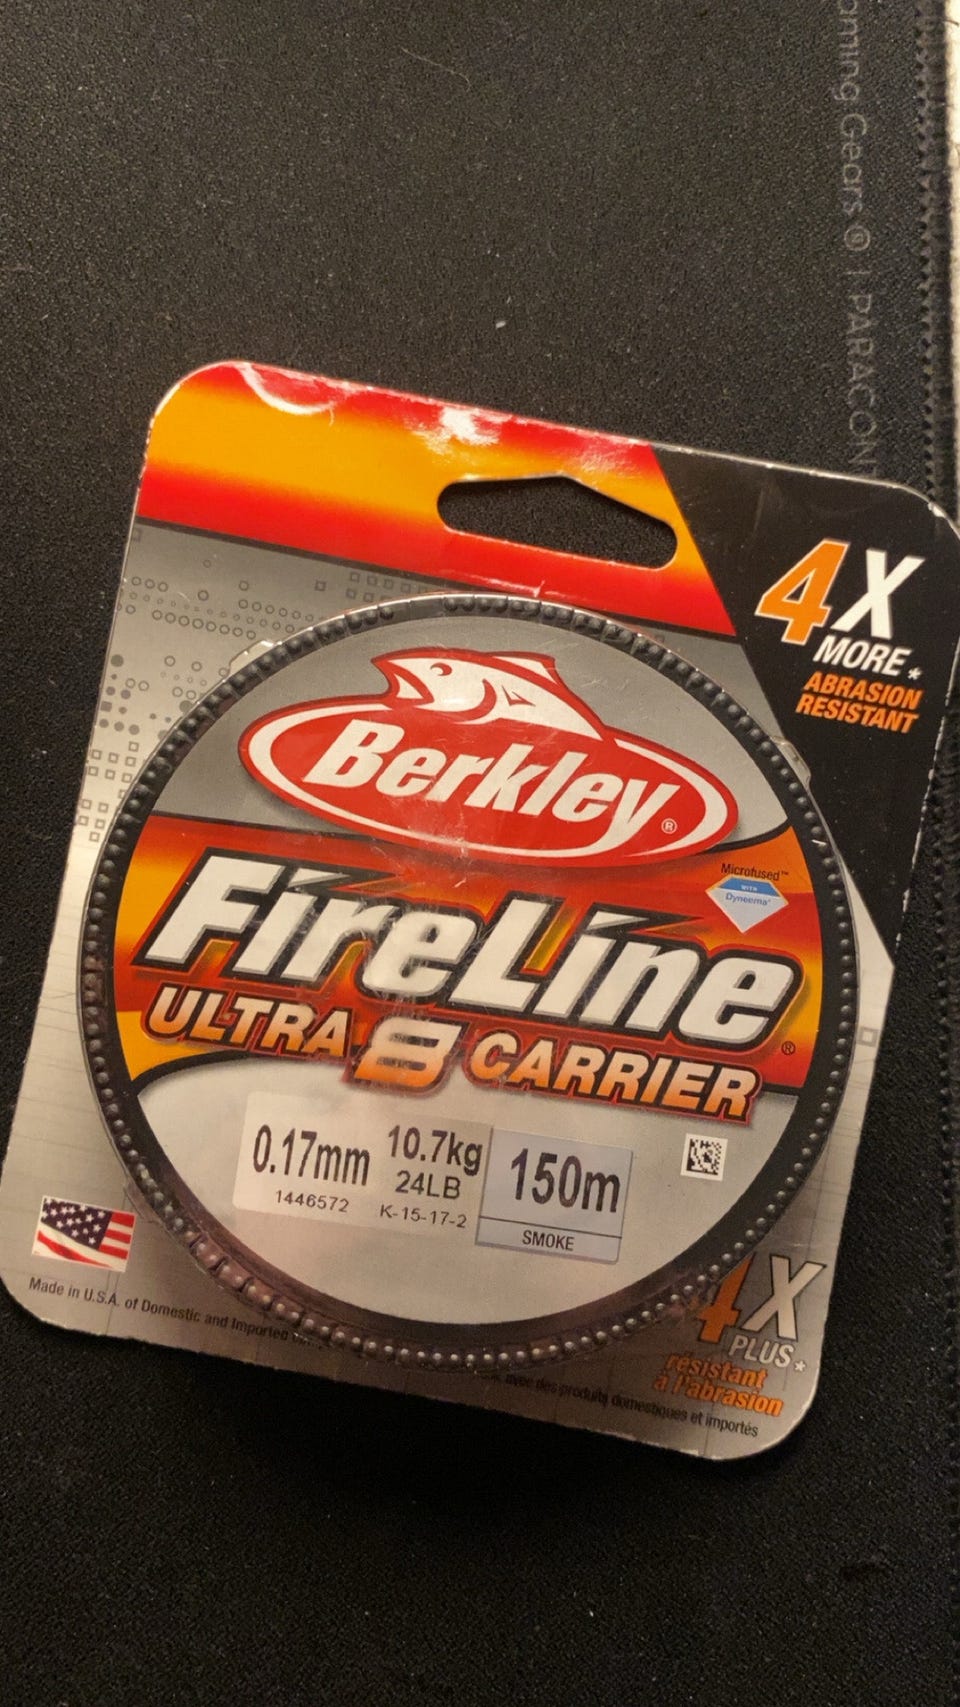 oming Gears ® | PARACON
4X
MORE*
ABRASION
RESISTANT
Berkley®
Microfused™
WITH
Dyneema®
FireLine®
ULTRA 8 CARRIER
0.17mm 10.7kg 150m
1446572 24LB
K-15-17-2
SMOKE
4X
PLUS*
résistant
à l'abrasion
Made in U.S.A. of Domestic and Imported
avec des produits domestiques et importés